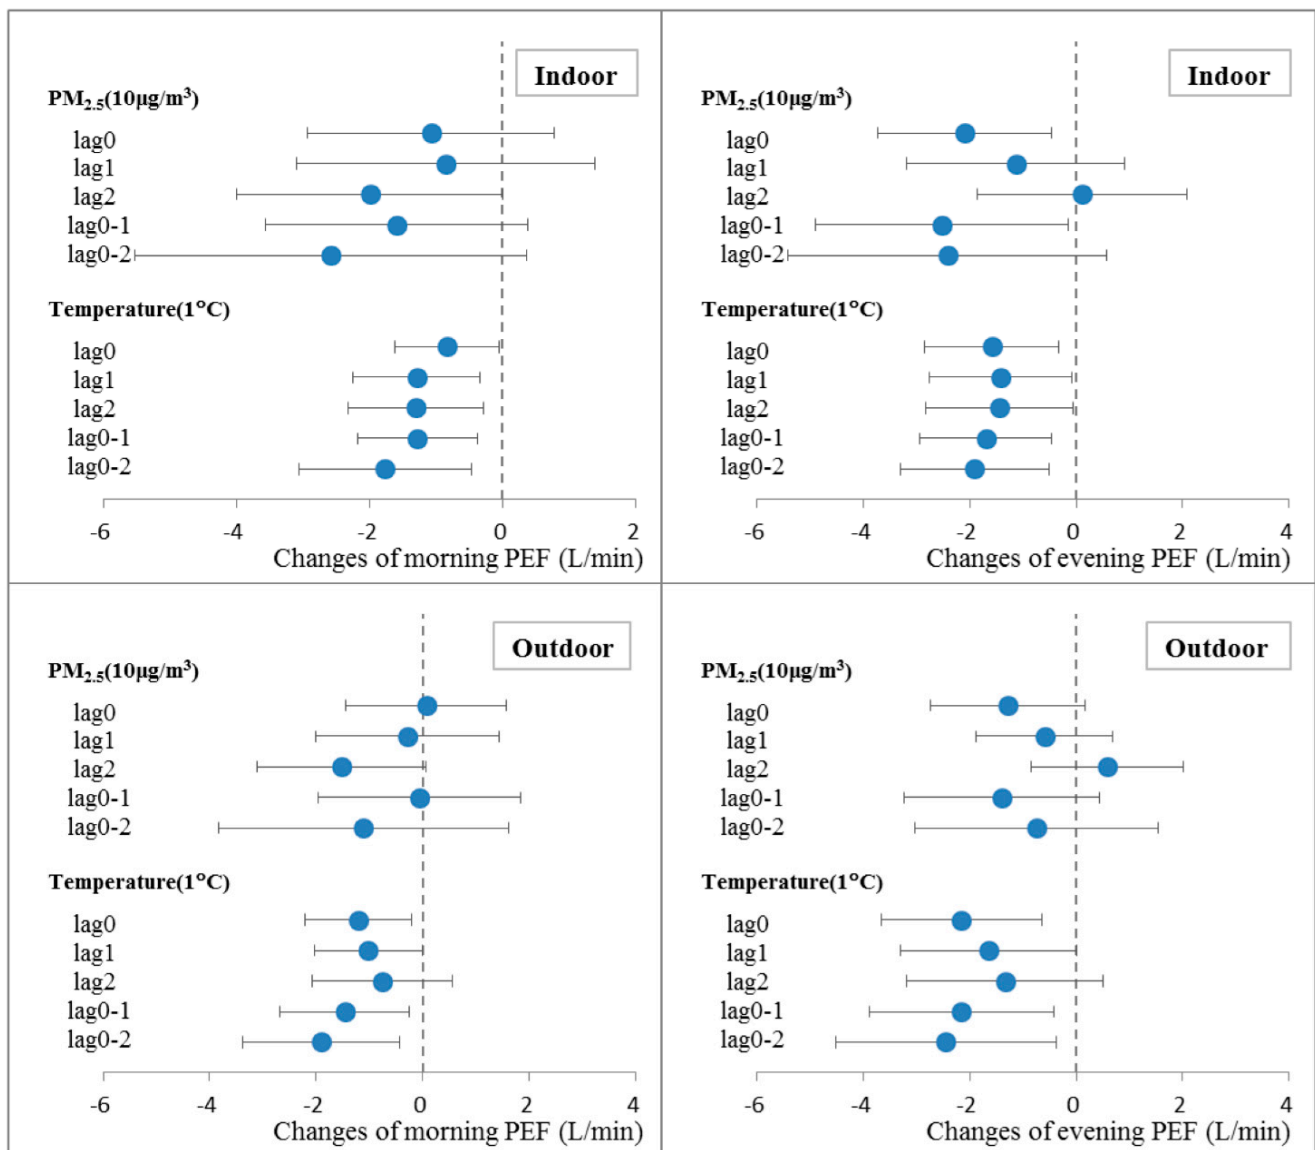 Indoor
PM2.5(10μg/m3)
lag0
lag1
lag2
lag0-1
lag0-2
Temperature(1°C)
lag0
lag1
lag2
lag0-1
lag0-2
-6 -4 -2 0 2
Changes of morning PEF (L/min)
Indoor
PM2.5(10μg/m3)
lag0
lag1
lag2
lag0-1
lag0-2
Temperature(1°C)
lag0
lag1
lag2
lag0-1
lag0-2
-6 -4 -2 0 2 4
Changes of evening PEF (L/min)
Outdoor
PM2.5(10μg/m3)
lag0
lag1
lag2
lag0-1
lag0-2
Temperature(1°C)
lag0
lag1
lag2
lag0-1
lag0-2
-6 -4 -2 0 2 4
Changes of morning PEF (L/min)
Outdoor
PM2.5(10μg/m3)
lag0
lag1
lag2
lag0-1
lag0-2
Temperature(1°C)
lag0
lag1
lag2
lag0-1
lag0-2
-6 -4 -2 0 2 4
Changes of evening PEF (L/min)